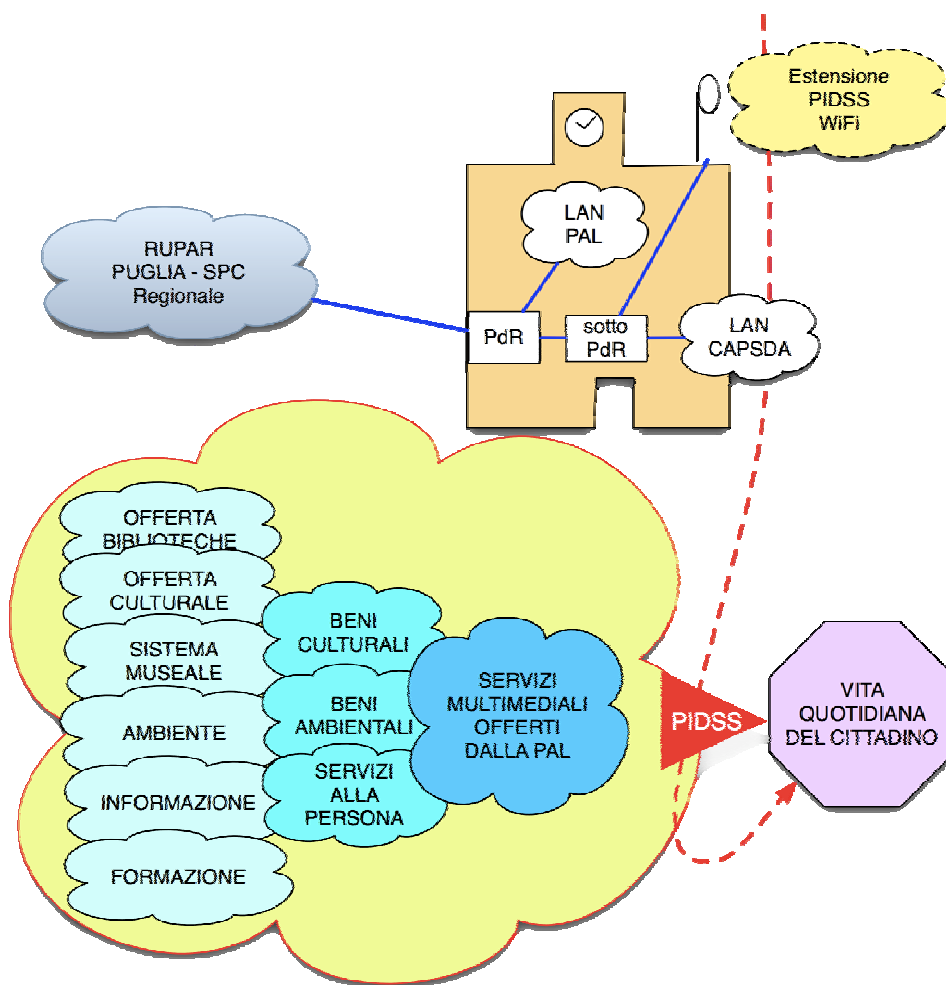 Estensione
PIDSS
WiFi
LAN
PAL
RUPAR
PUGLIA - SPC
Regionale
PdR
sotto
PdR
LAN
CAPSDA
OFFERTA
BIBLIOTECHE
OFFERTA
CULTURALE
SISTEMA
MUSEALE
AMBIENTE
INFORMAZIONE
FORMAZIONE
BENI
CULTURALI
BENI
AMBIENTALI
SERVIZI
ALLA
PERSONA
SERVIZI
MULTIMEDIALI
OFFERTI
DALLA PAL
PIDSS
VITA
QUOTIDIANA
DEL CITTADINO